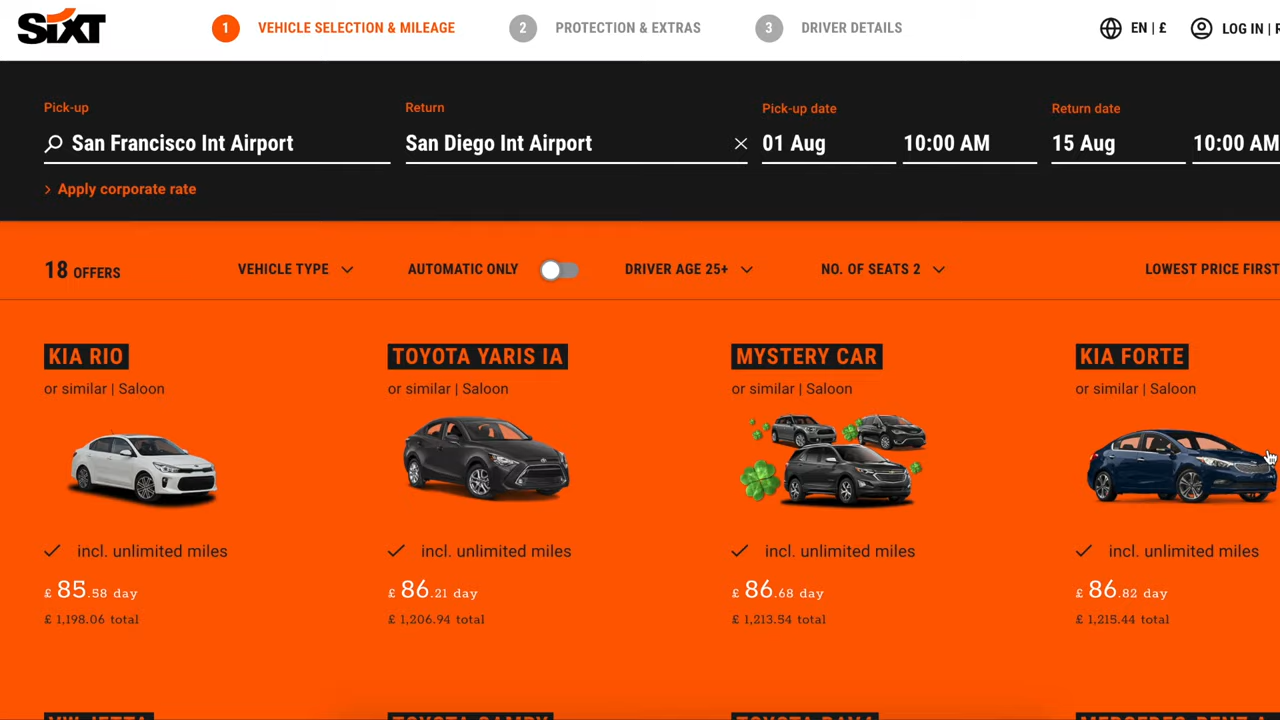 SIXT
1 VEHICLE SELECTION & MILEAGE
2 PROTECTION & EXTRAS
3 DRIVER DETAILS
EN | £
LOG IN |
Pick-up
San Francisco Int Airport
Return
San Diego Int Airport
Pick-up date
01 Aug
10:00 AM
Return date
15 Aug
10:00 AM
Apply corporate rate
18 OFFERS
VEHICLE TYPE
AUTOMATIC ONLY
DRIVER AGE 25+
NO. OF SEATS 2
LOWEST PRICE FIRST
KIA RIO
or similar | Saloon
incl. unlimited miles
£ 85.58 day
£ 1,198.06 total
TOYOTA YARIS IA
or similar | Saloon
incl. unlimited miles
£ 86.21 day
£ 1,206.94 total
MYSTERY CAR
or similar | Saloon
incl. unlimited miles
£ 86.68 day
£ 1,213.54 total
KIA FORTE
or similar | Saloon
incl. unlimited miles
£ 86.82 day
£ 1,215.44 total